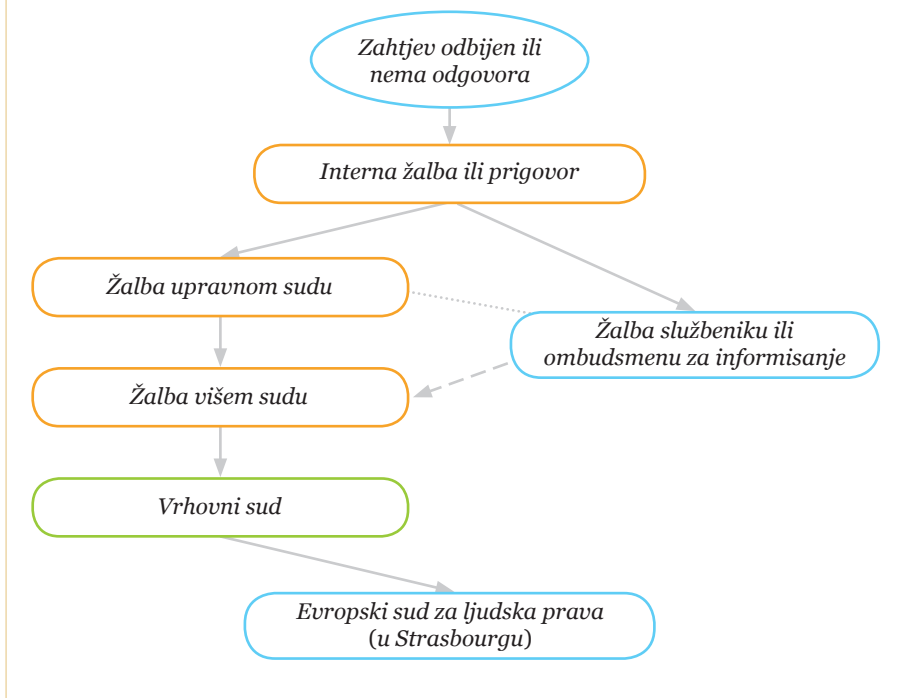 Zahtjev odbijen ili
nema odgovora
Interna žalba ili prigovor
Žalba upravnom sudu
Žalba službeniku ili
ombudsmenu za informisanje
Žalba višem sudu
Vrhovni sud
Evropski sud za ljudska prava
(u Strasbourgu)